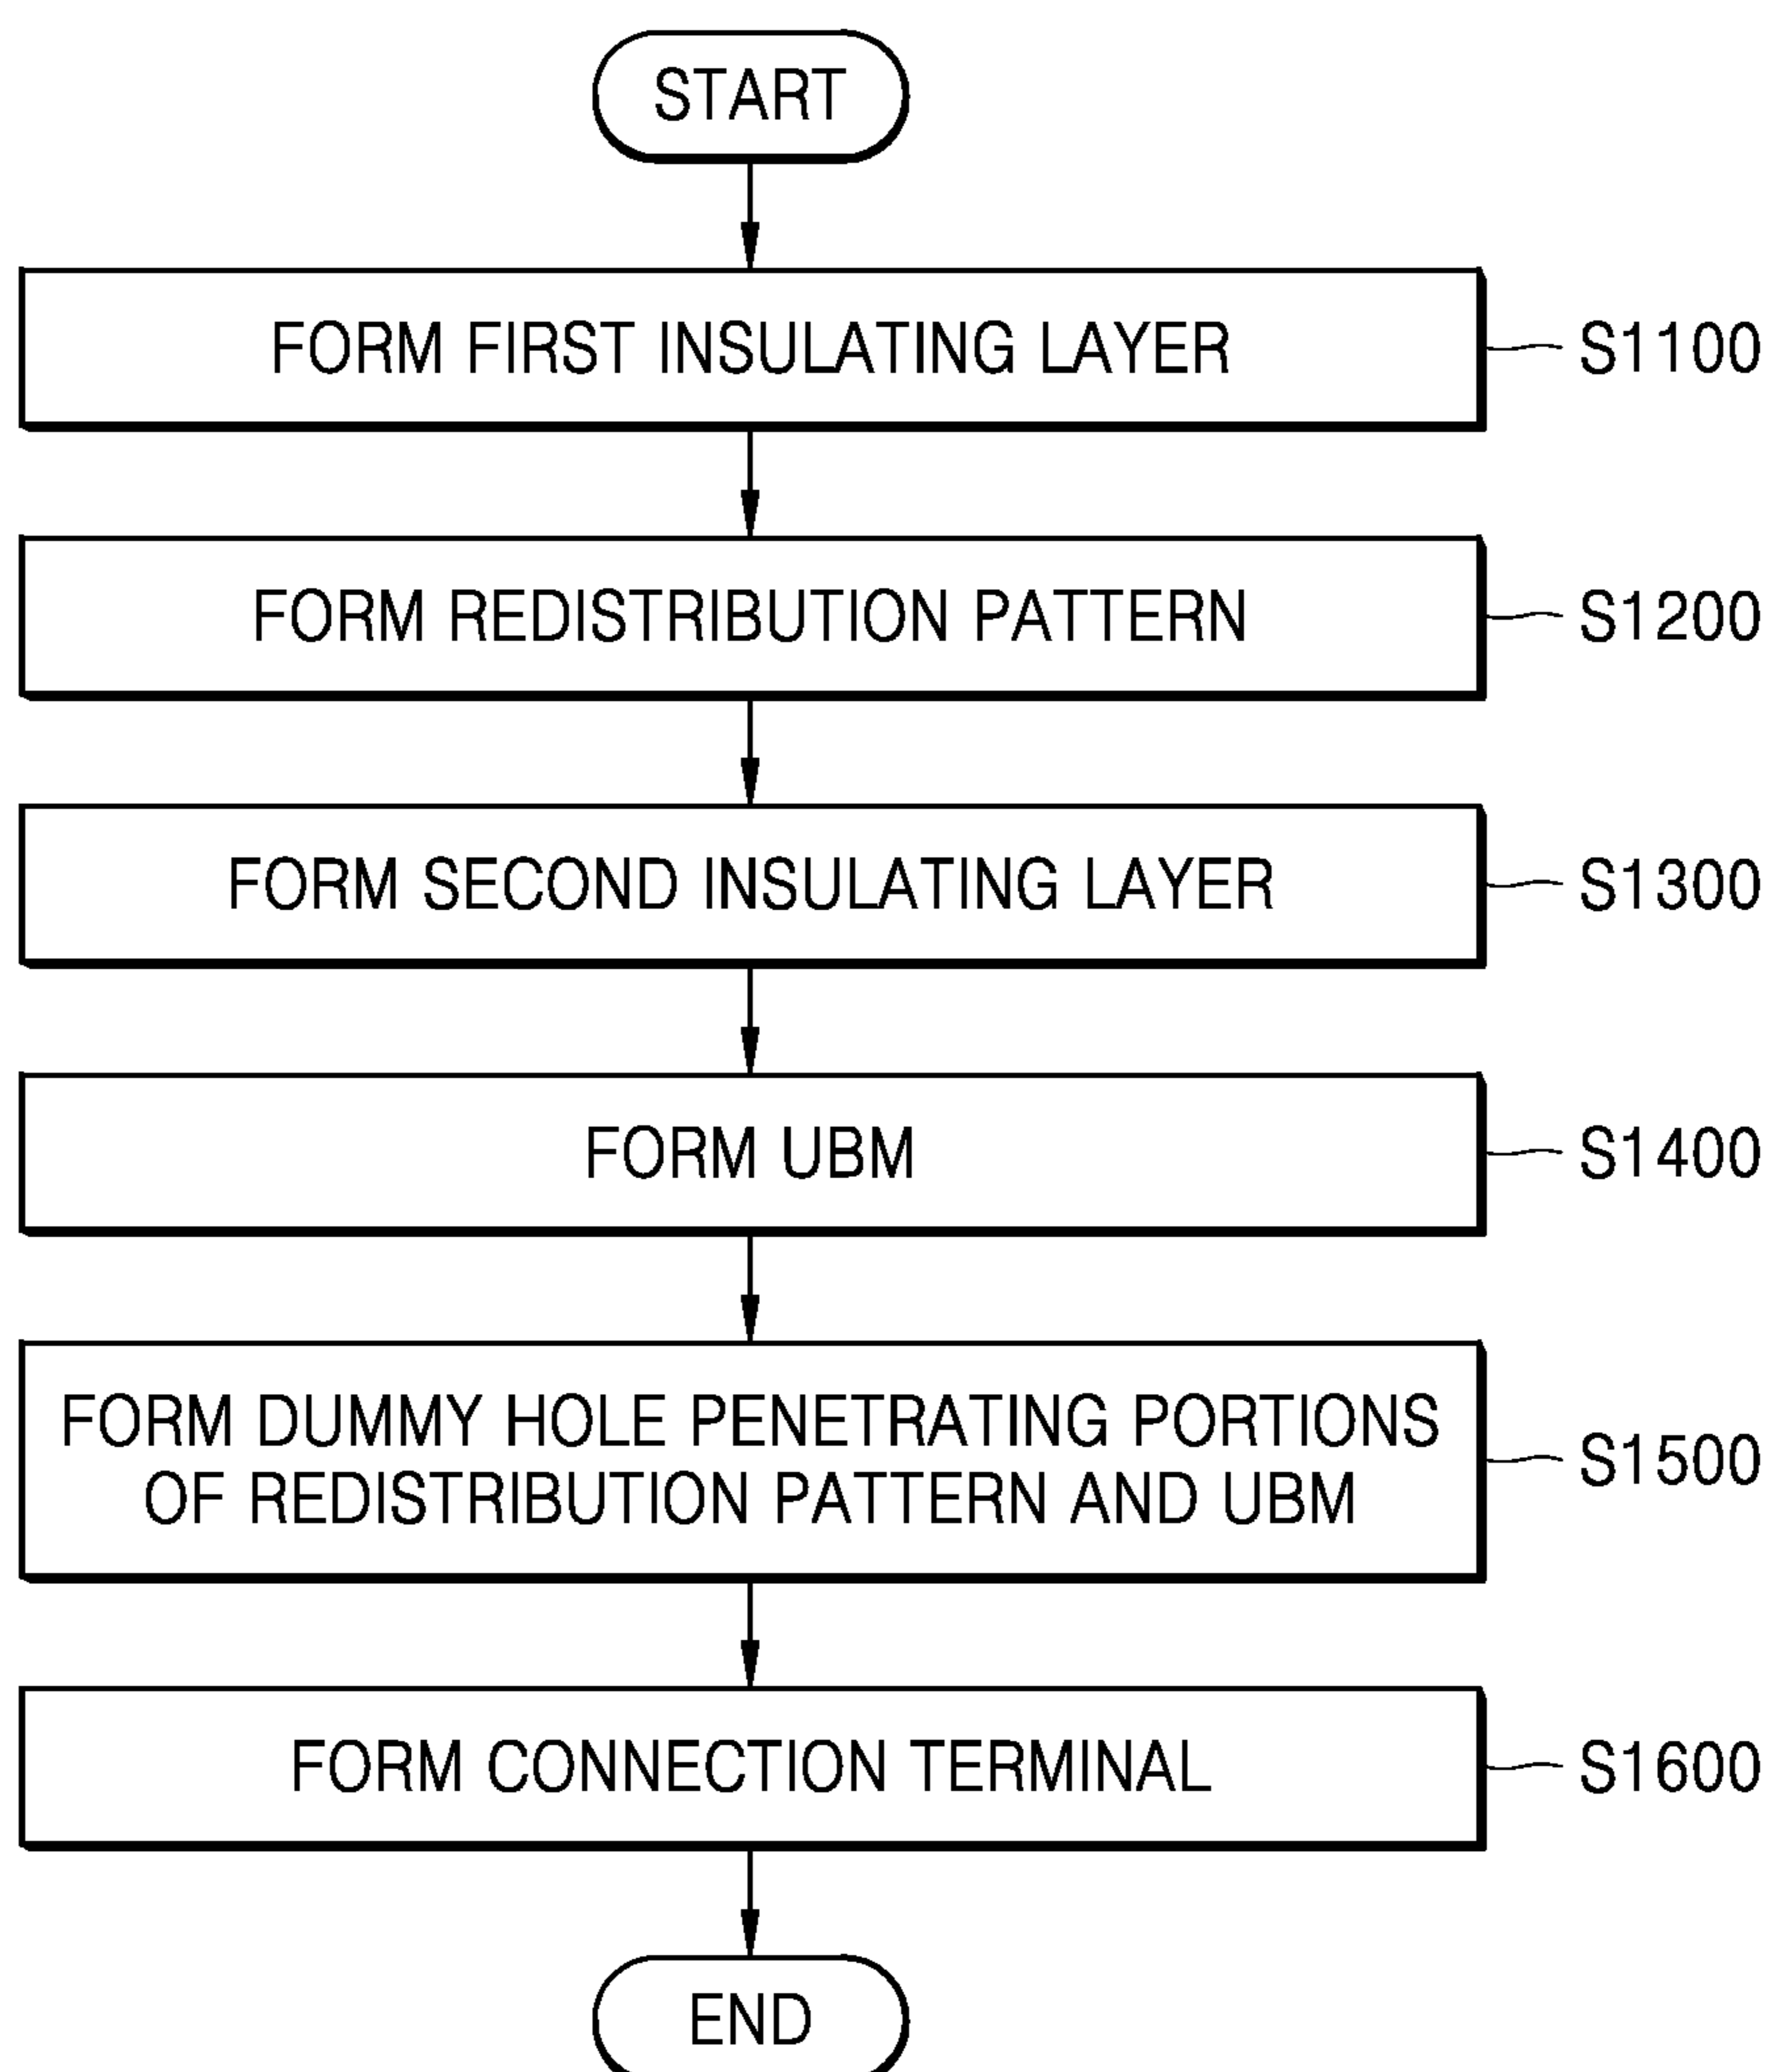 START
FORM FIRST INSULATING LAYER
S1100
FORM REDISTRIBUTION PATTERN
S1200
FORM SECOND INSULATING LAYER
S1300
FORM UBM
S1400
FORM DUMMY HOLE PENETRATING PORTIONS
OF REDISTRIBUTION PATTERN AND UBM
S1500
FORM CONNECTION TERMINAL
S1600
END